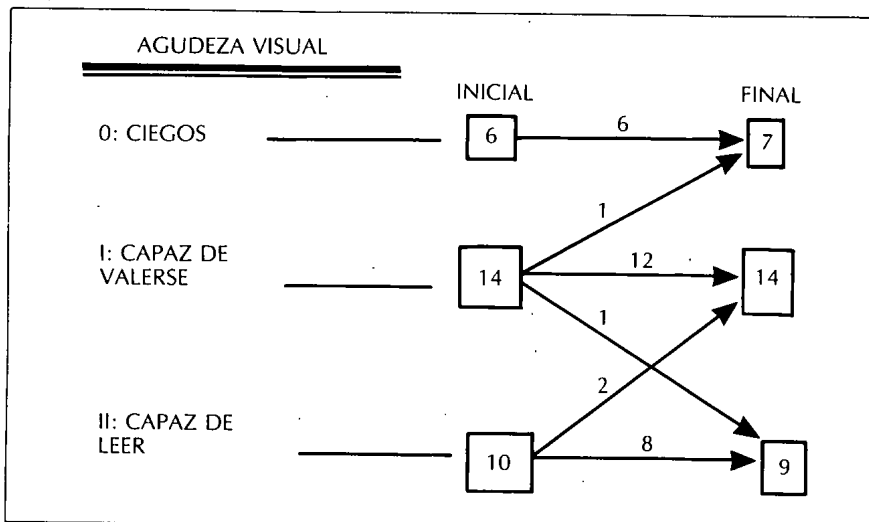 AGUDEZA VISUAL
INICIAL
FINAL
0: CIEGOS
6
6
7
1
I: CAPAZ DE
VALERSE
14
12
14
1
2
II: CAPAZ DE
LEER
10
8
9